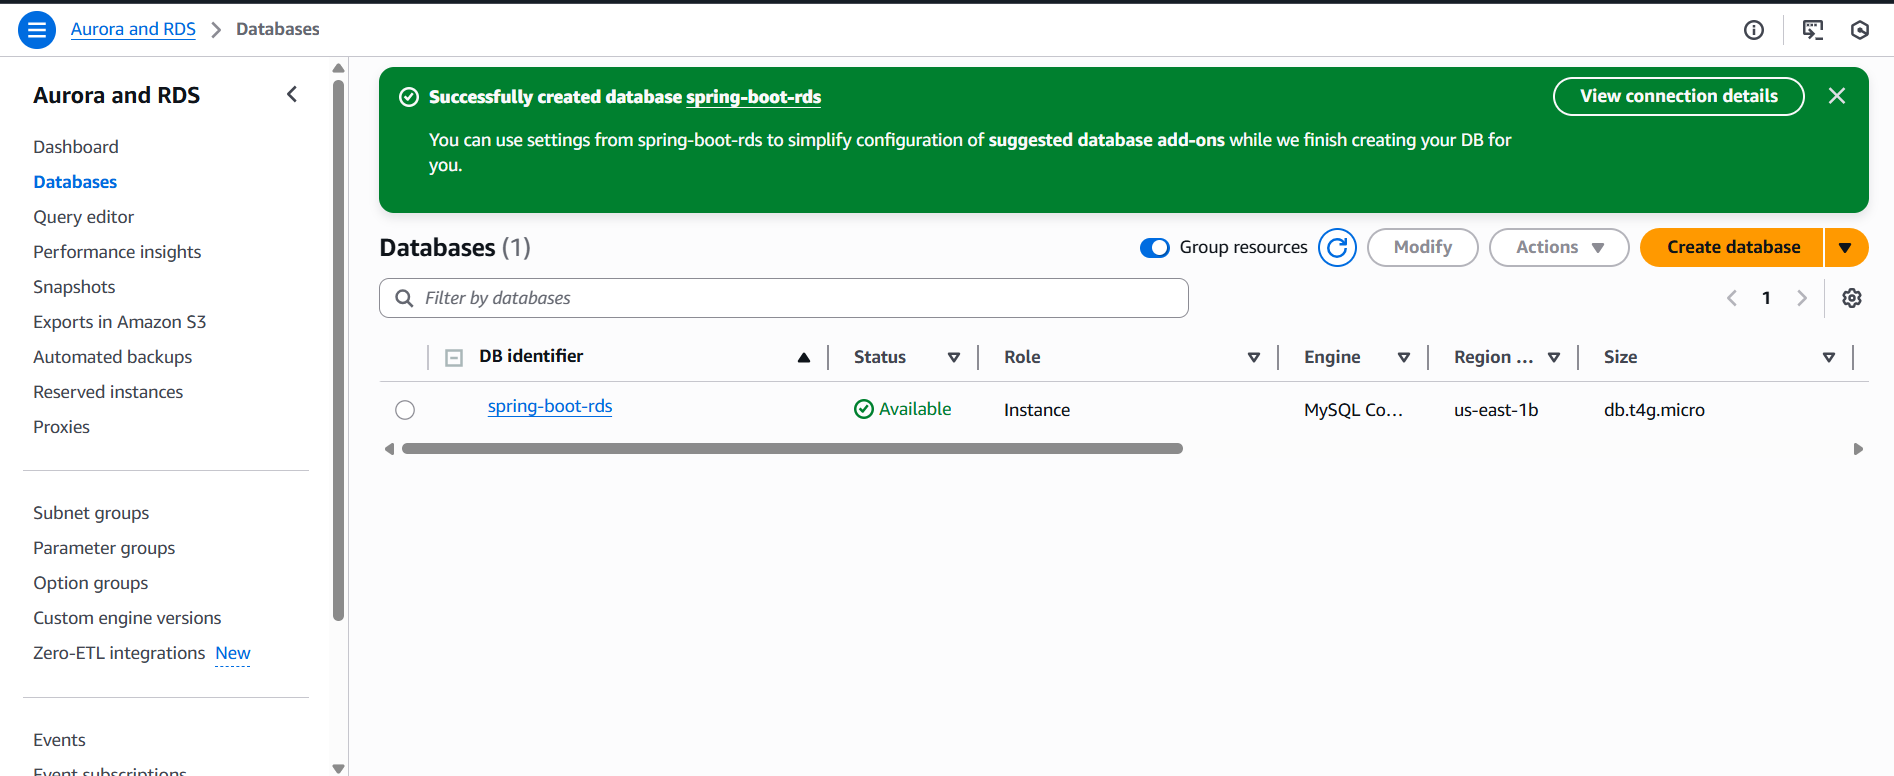 Aurora and RDS > Databases
Aurora and RDS
Dashboard
Databases
Query editor
Performance insights
Snapshots
Exports in Amazon S3
Automated backups
Reserved instances
Proxies
Subnet groups
Parameter groups
Option groups
Custom engine versions
Zero-ETL integrations New
Events
Event subscriptions
Successfully created database spring-boot-rds
View connection details
You can use settings from spring-boot-rds to simplify configuration of suggested database add-ons while we finish creating your DB for
you.
Databases (1)
Group resources
Modify
Actions
Create database
Filter by databases
1
DB identifier Status Role Engine Region ... Size
spring-boot-rds Available Instance MySQL Co... us-east-1b db.t4g.micro